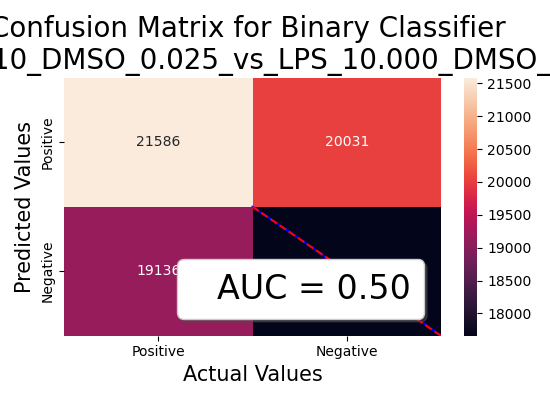 Confusion Matrix for Binary Classifier
10_DMSO_0.025_vs_LPS_10.000_DMSO_
Predicted Values
Positive
Negative
21586
20031
19136
AUC = 0.50
Positive
Negative
Actual Values
21500
21000
20500
20000
19500
19000
18500
18000